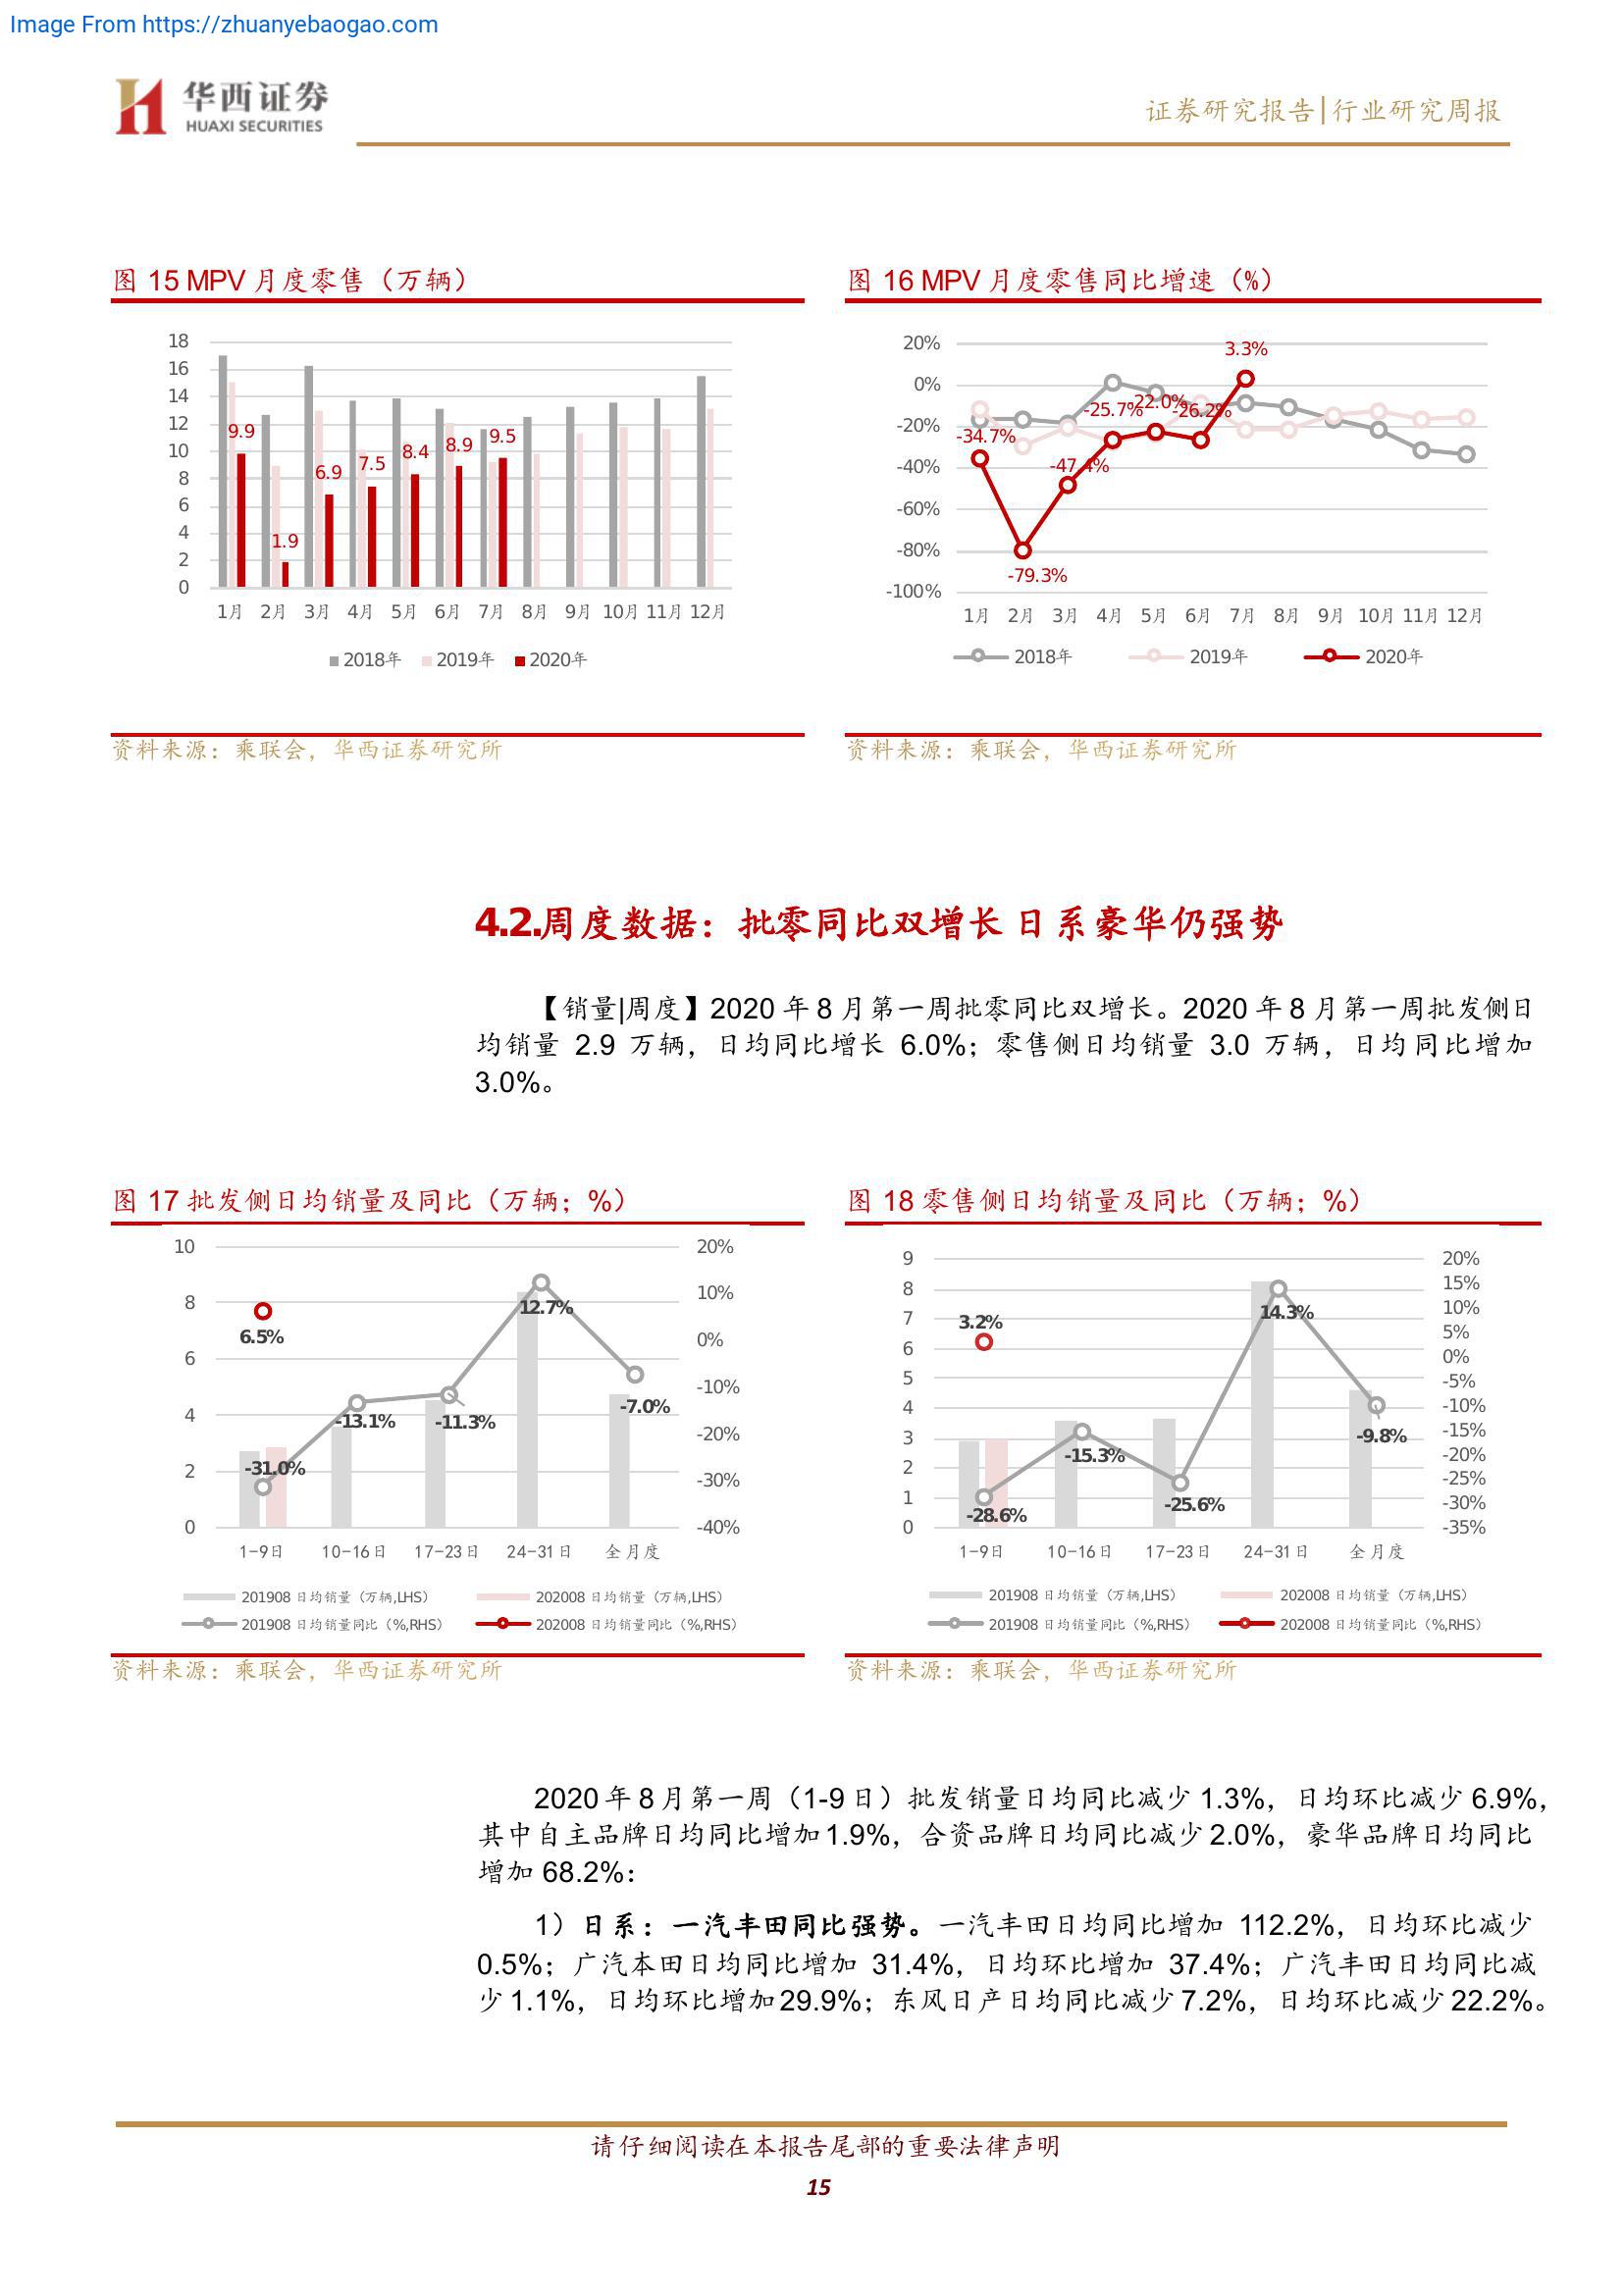 Image From https://zhuanyebaogao.com
华西证券
HUAXI SECURITIES
证券研究报告|行业研究周报
图 15 MPV 月度零售（万辆）
18
16
14
12
10
8
6
4
2
0
9.9
1.9
6.9
7.5
8.4
8.9
9.5
1月 2月 3月 4月 5月 6月 7月 8月 9月 10月 11月 12月
2018年 2019年 2020年
资料来源：乘联会，华西证券研究所
图 16 MPV 月度零售同比增速（%）
20%
0%
-20%
-40%
-60%
-80%
-100%
-34.7%
-79.3%
-47.4%
-25.7%
-22.0%
-26.2%
3.3%
1月 2月 3月 4月 5月 6月 7月 8月 9月 10月 11月 12月
2018年 2019年 2020年
资料来源：乘联会，华西证券研究所
4.2.周度数据：批零同比双增长 日系豪华仍强势
【销量|周度】2020 年 8 月第一周批零同比双增长。2020 年 8 月第一周批发侧日
均销量 2.9 万辆，日均同比增长 6.0%；零售侧日均销量 3.0 万辆，日均同比增加
3.0%。
图 17 批发侧日均销量及同比（万辆；%）
10
8
6
4
2
0
20%
10%
0%
-10%
-20%
-30%
-40%
6.5%
-31.0%
-13.1%
-11.3%
12.7%
-7.0%
1-9日 10-16日 17-23日 24-31日 全月度
201908 日均销量（万辆,LHS） 202008 日均销量（万辆,LHS）
201908 日均销量同比（%,RHS） 202008 日均销量同比（%,RHS）
资料来源：乘联会，华西证券研究所
图 18 零售侧日均销量及同比（万辆；%）
9
8
7
6
5
4
3
2
1
0
20%
15%
10%
5%
0%
-5%
-10%
-15%
-20%
-25%
-30%
-35%
3.2%
-28.6%
-15.3%
-25.6%
14.3%
-9.8%
1-9日 10-16日 17-23日 24-31日 全月度
201908 日均销量（万辆,LHS） 202008 日均销量（万辆,LHS）
201908 日均销量同比（%,RHS） 202008 日均销量同比（%,RHS）
资料来源：乘联会，华西证券研究所
2020 年 8 月第一周（1-9 日）批发销量日均同比减少 1.3%，日均环比减少 6.9%，
其中自主品牌日均同比增加 1.9%，合资品牌日均同比减少 2.0%，豪华品牌日均同比
增加 68.2%：
1）日系：一汽丰田同比强势。一汽丰田日均同比增加 112.2%，日均环比减少
0.5%；广汽本田日均同比增加 31.4%，日均环比增加 37.4%；广汽丰田日均同比减
少 1.1%，日均环比增加 29.9%；东风日产日均同比减少 7.2%，日均环比减少 22.2%。
请仔细阅读在本报告尾部的重要法律声明
15